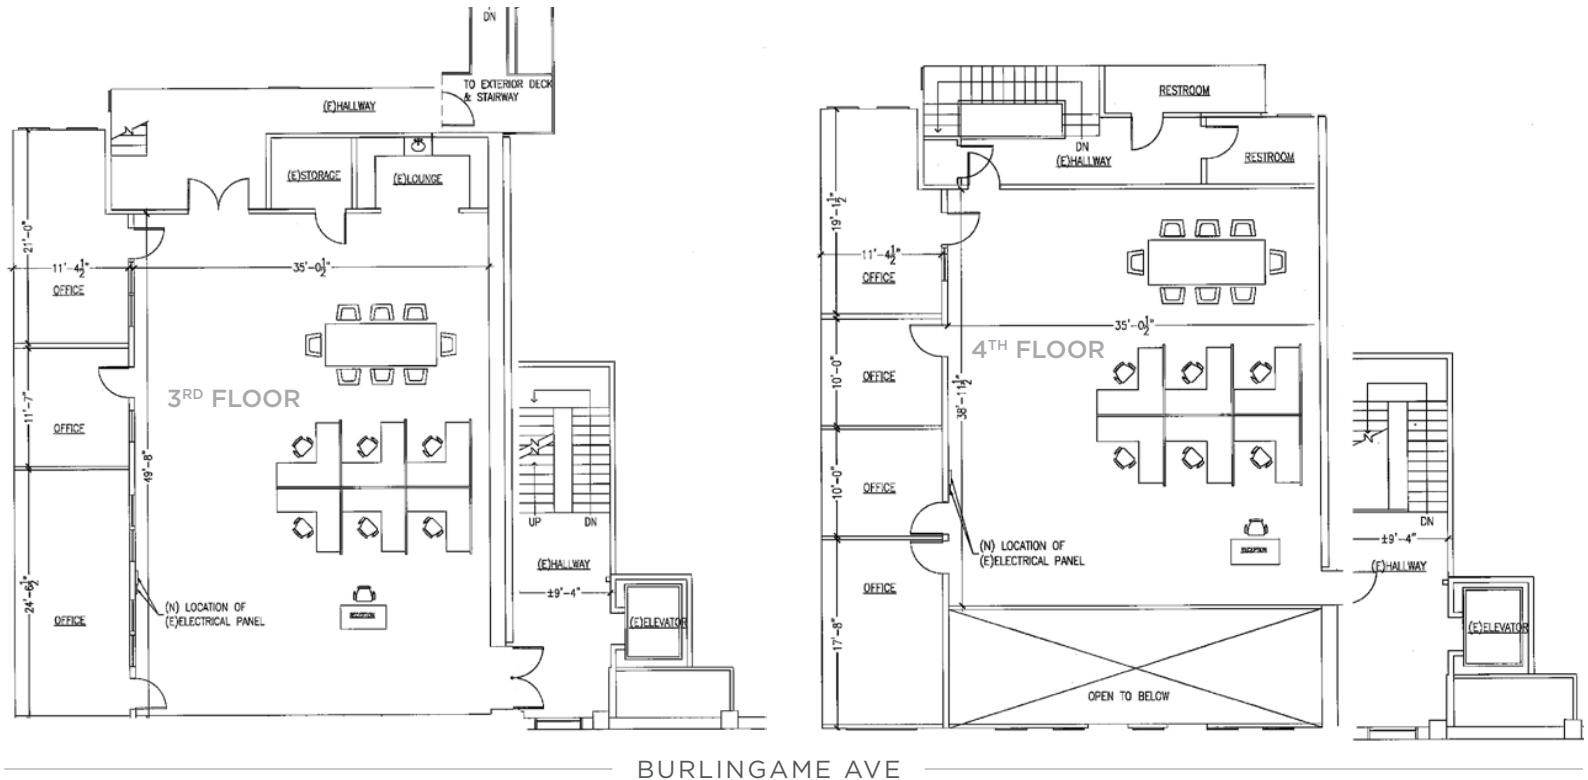 DN
TO EXTERIOR DECK
& STAIRWAY
(E)HALLWAY
(E)STORAGE
(E)LOUNGE
21'-0"
11'-4½"
35'-0½"
OFFICE
3RD FLOOR
11'-7"
OFFICE
49'-8"
UP
DN
(E)HALLWAY
±9'-4"
24'-6½"
(N) LOCATION OF
(E)ELECTRICAL PANEL
RECEPTION
OFFICE
(E)ELEVATOR
RESTROOM
DN
(E)HALLWAY
RESTROOM
19'-1½"
11'-4½"
OFFICE
35'-0½"
4TH FLOOR
10'-0"
OFFICE
38'-11½"
10'-0"
OFFICE
DN
±9'-4"
(N) LOCATION OF
(E)ELECTRICAL PANEL
RECEPTION
(E)HALLWAY
OFFICE
17'-8"
(E)ELEVATOR
OPEN TO BELOW
BURLINGAME AVE